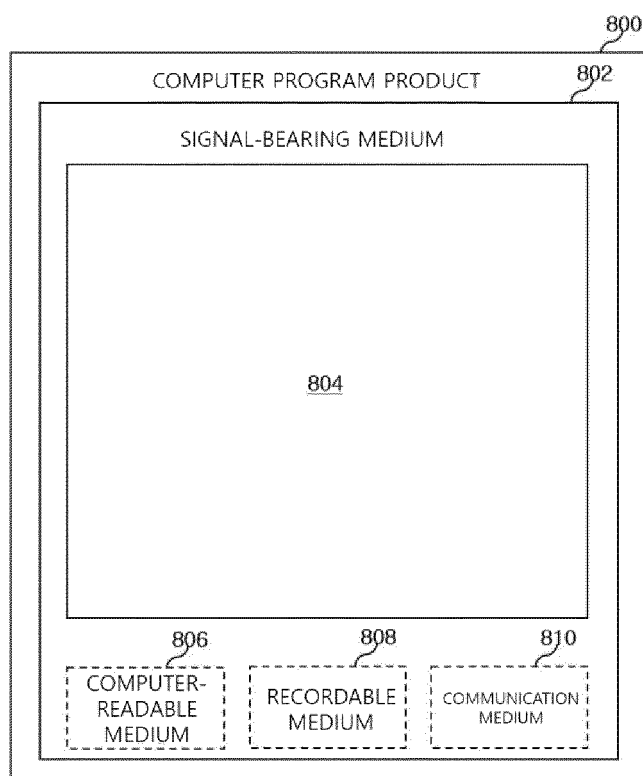 800
COMPUTER PROGRAM PRODUCT
802
SIGNAL-BEARING MEDIUM
804
806
808
810
COMPUTER-
READABLE
MEDIUM
RECORDABLE
MEDIUM
COMMUNICATION
MEDIUM